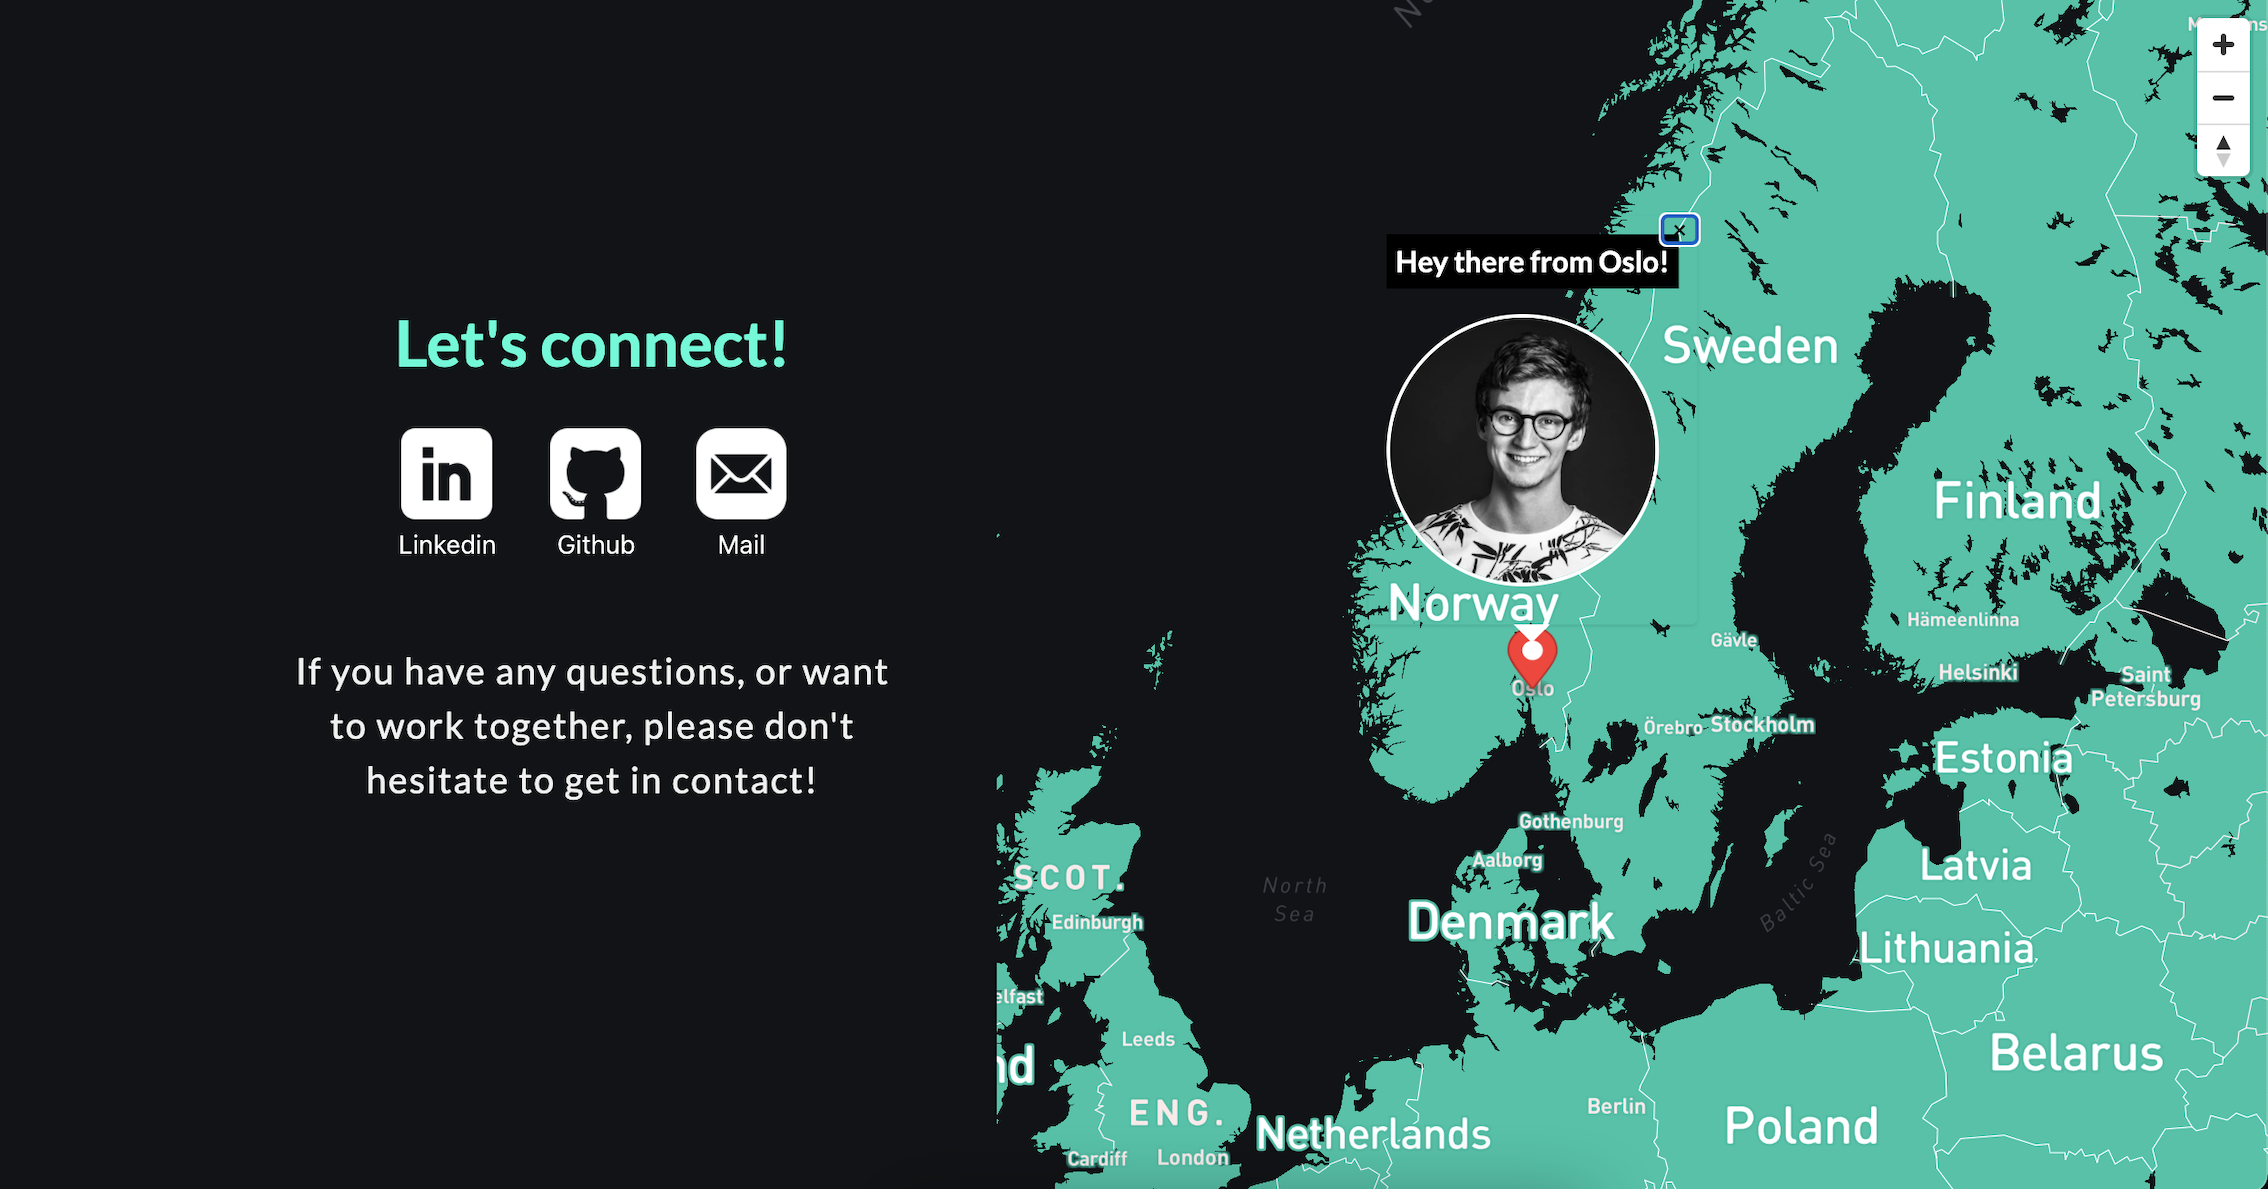 Let's connect!
in
Linkedin
Github
Mail
If you have any questions, or want
to work together, please don't
hesitate to get in contact!
Hey there from Oslo!
×
Sweden
Finland
Norway
Hämeenlinna
Gävle
Helsinki
Saint
Petersburg
Oslo
Örebro
Stockholm
Estonia
Gothenburg
Aalborg
SCOT.
North
Sea
Baltic Sea
Latvia
Edinburgh
Denmark
Lithuania
elfast
Leeds
nd
Belarus
ENG.
Berlin
Netherlands
Poland
Cardiff
London